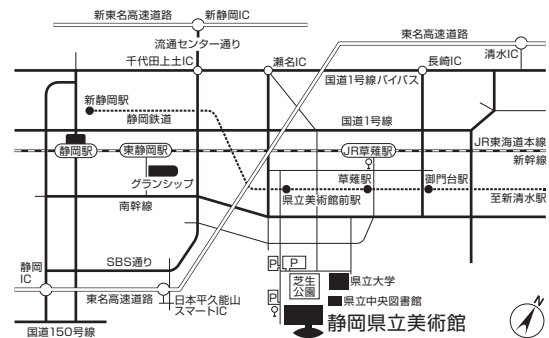 新東名高速道路
新静岡IC
東名高速道路
流通センター通り
清水IC
千代田上土IC
瀬名IC
長崎IC
国道1号線バイパス
新静岡駅
静岡鉄道
国道1号線
JR東海道本線
静岡駅
東静岡駅
JR草薙駅
新幹線
グランシップ
草薙駅
御門台駅
県立美術館前駅
至新清水駅
南幹線
SBS通り
静岡
IC
P
P
芝生
公園
県立大学
東名高速道路
日本平久能山
スマートIC
P
県立中央図書館
静岡県立美術館
国道150号線
N